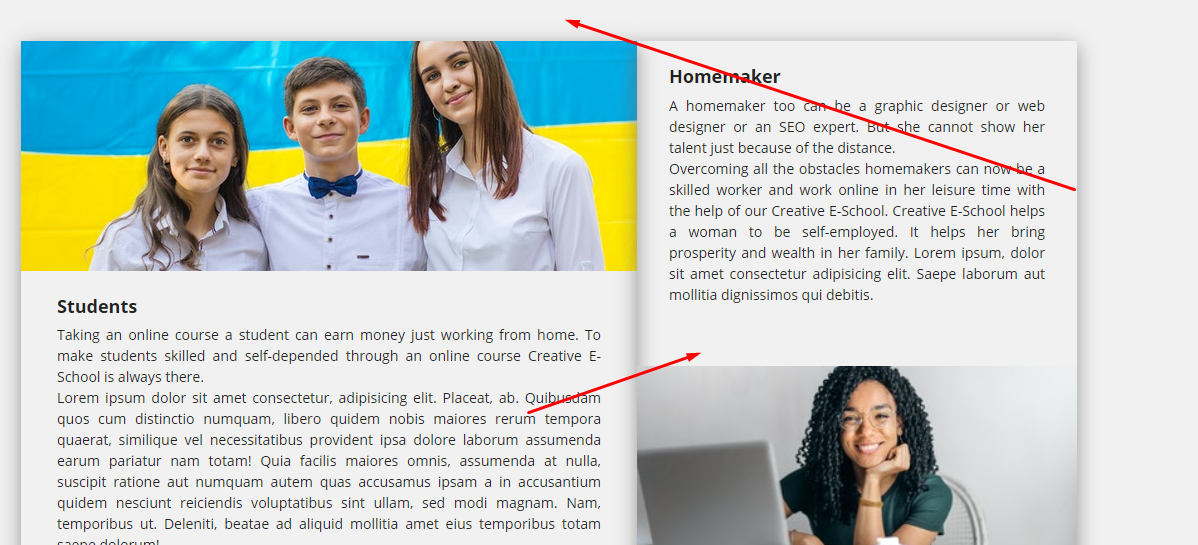 Homemaker
A homemaker too can be a graphic designer or web
designer or an SEO expert. But she cannot show her
talent just because of the distance.
Overcoming all the obstacles homemakers can now be a
skilled worker and work online in her leisure time with
the help of our Creative E-School. Creative E-School helps
a woman to be self-employed. It helps her bring
prosperity and wealth in her family. Lorem ipsum, dolor
sit amet consectetur adipisicing elit. Saepe laborum aut
mollitia dignissimos qui debitis.
Students
Taking an online course a student can earn money just working from home. To
make students skilled and self-depended through an online course Creative E-
School is always there.
Lorem ipsum dolor sit amet consectetur, adipisicing elit. Placeat, ab. Quibusdam
quos cum distinctio numquam, libero quidem nobis maiores rerum tempora
quaerat, similique vel necessitatibus provident ipsa dolore laborum assumenda
earum pariatur nam totam! Quia facilis maiores omnis, assumenda at nulla,
suscipit ratione aut numquam autem quas accusamus ipsam a in accusantium
quidem nesciunt reiciendis voluptatibus sint ullam, sed modi magnam. Nam,
temporibus ut. Deleniti, beatae ad aliquid mollitia amet eius temporibus totam
saepe dolorum!